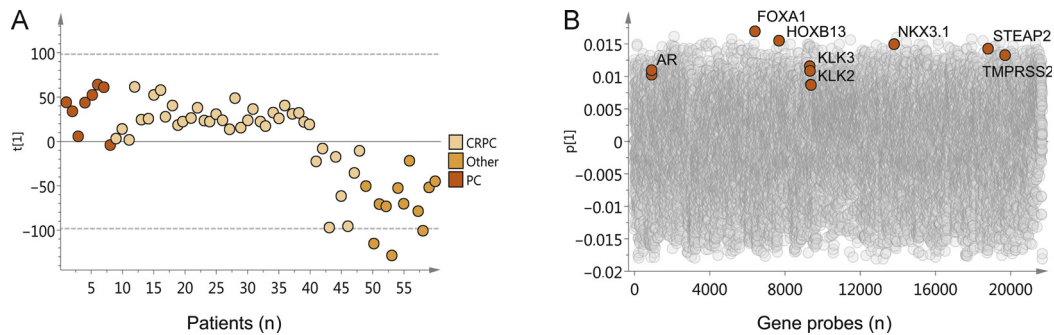 A
t[1]
100
50
0
−50
−100
5 10 15 20 25 30 35 40 45 50 55
Patients (n)
CRPC
Other
PC
B
p[1]
0.015
0.01
0.005
0
−0.005
−0.01
−0.015
−0.02
0 4000 8000 12000 16000 20000
Gene probes (n)
FOXA1
HOXB13
NKX3.1
STEAP2
AR
KLK3
KLK2
TMPRSS2